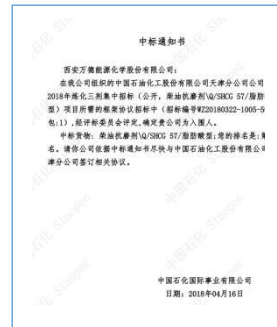 中标通知书
西安万德能源化学股份有限公司：
在我公司组织的中国石油化工股份有限公司天津分公司公司
2018年炼化三剂集中招标（公开，柴油抗磨剂\Q/SHCG 57/脂肪
型）项目所需的框架协议招标中（招标编号WZ20180322-1005-5
包:1），经评标委员会评定，确定贵公司为入围人。
中标货物：柴油抗磨剂\Q/SHCG 57/脂肪酸型；您的排名是：第
名。请你公司依据中标通知书尽快与中国石油化工股份有限公司
津分公司签订相关协议。
中国石化国际事业有限公司
日期：2018年04月16日
中国石化 Sinopec